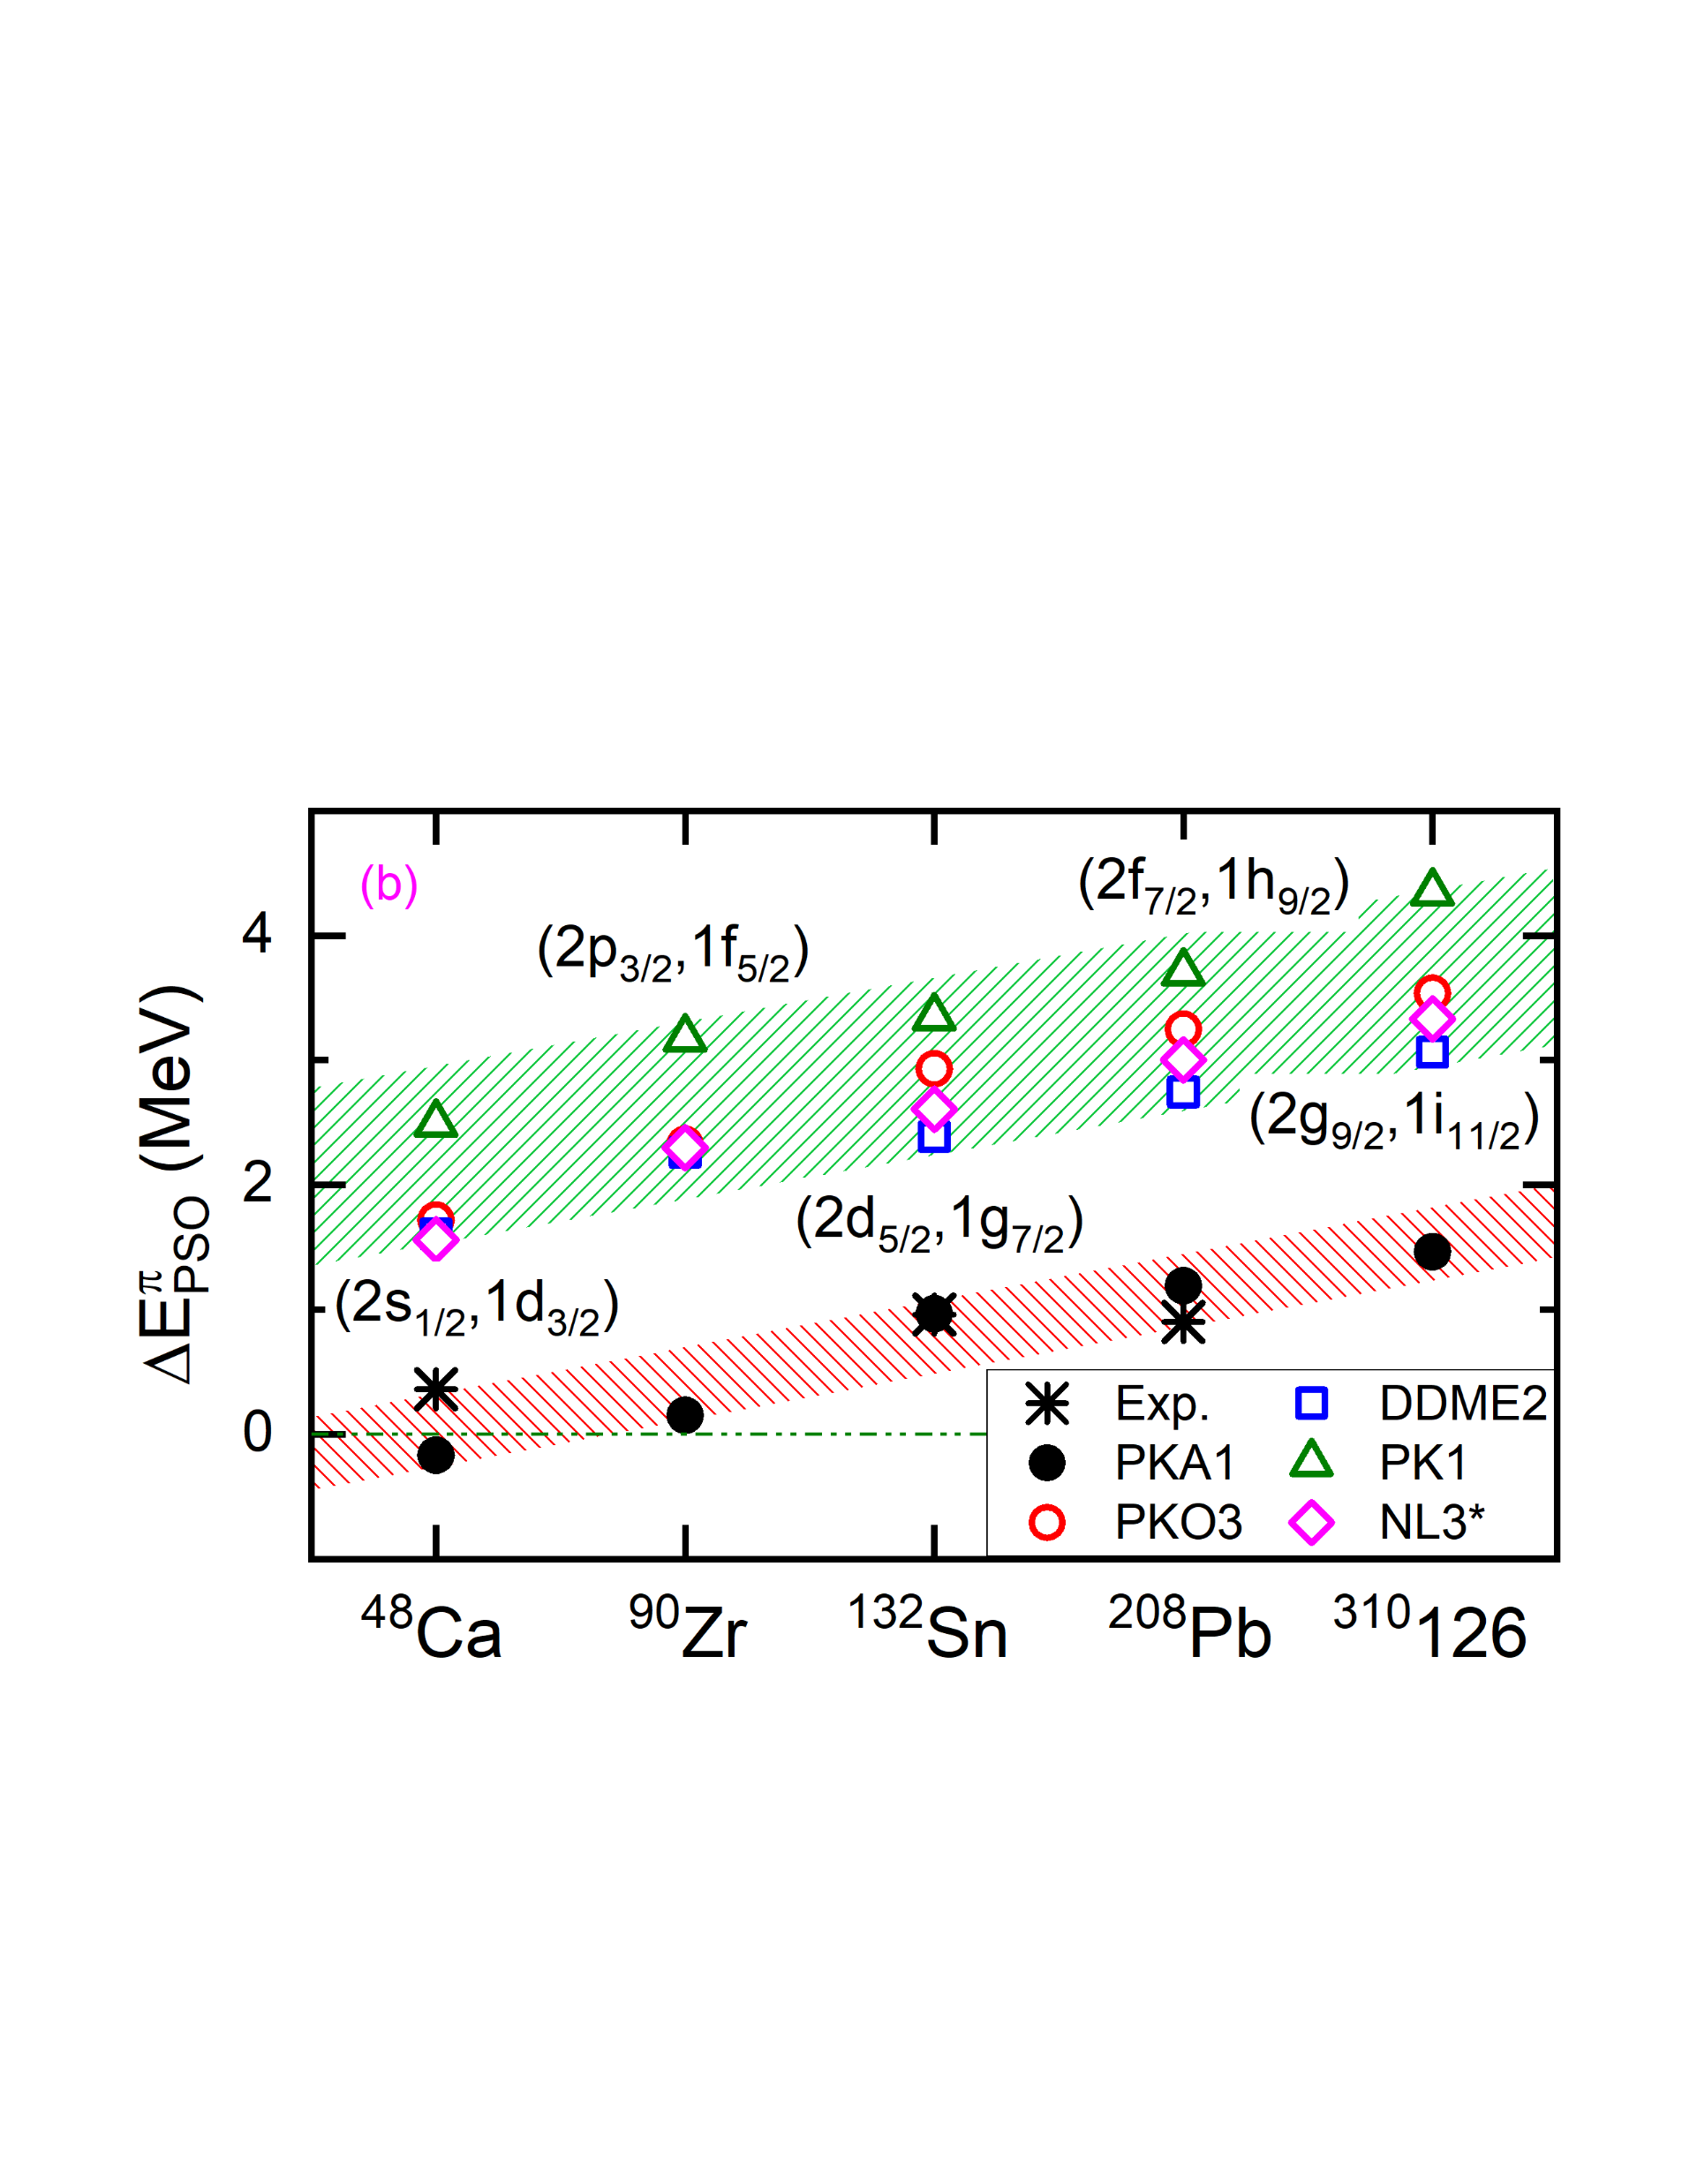 (b)
(2f7/2,1h9/2)
(2p3/2,1f5/2)
4
ΔEπPSO (MeV)
(2g9/2,1i11/2)
2
(2d5/2,1g7/2)
(2s1/2,1d3/2)
0
Exp. DDME2
PKA1 PK1
PKO3 NL3*
48Ca 90Zr 132Sn 208Pb 310126